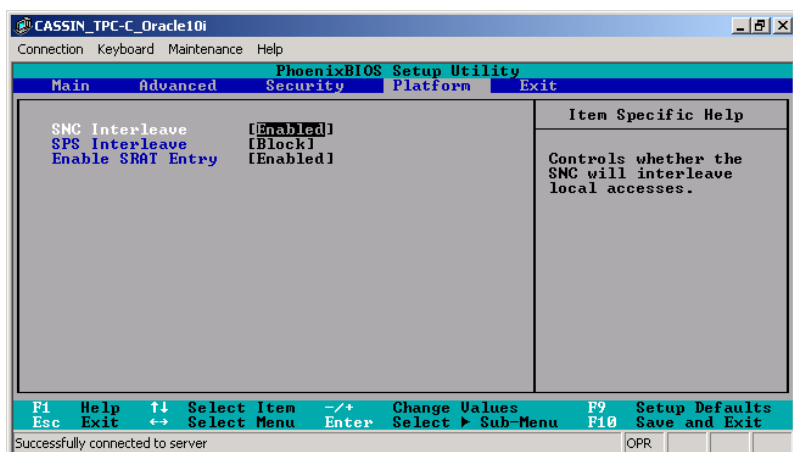 CASSIN_TPC-C_Oracle10i
Connection Keyboard Maintenance Help
PhoenixBIOS Setup Utility
Main Advanced Security Platform Exit
Item Specific Help
SNC Interleave [Enabled]
SPS Interleave [Block]
Enable SRAT Entry [Enabled]
Controls whether the
SNC will interleave
local accesses.
F1 Help ↑↓ Select Item -/+ Change Values F9 Setup Defaults
Esc Exit ↔ Select Menu Enter Select ▶ Sub-Menu F10 Save and Exit
Successfully connected to server OPR